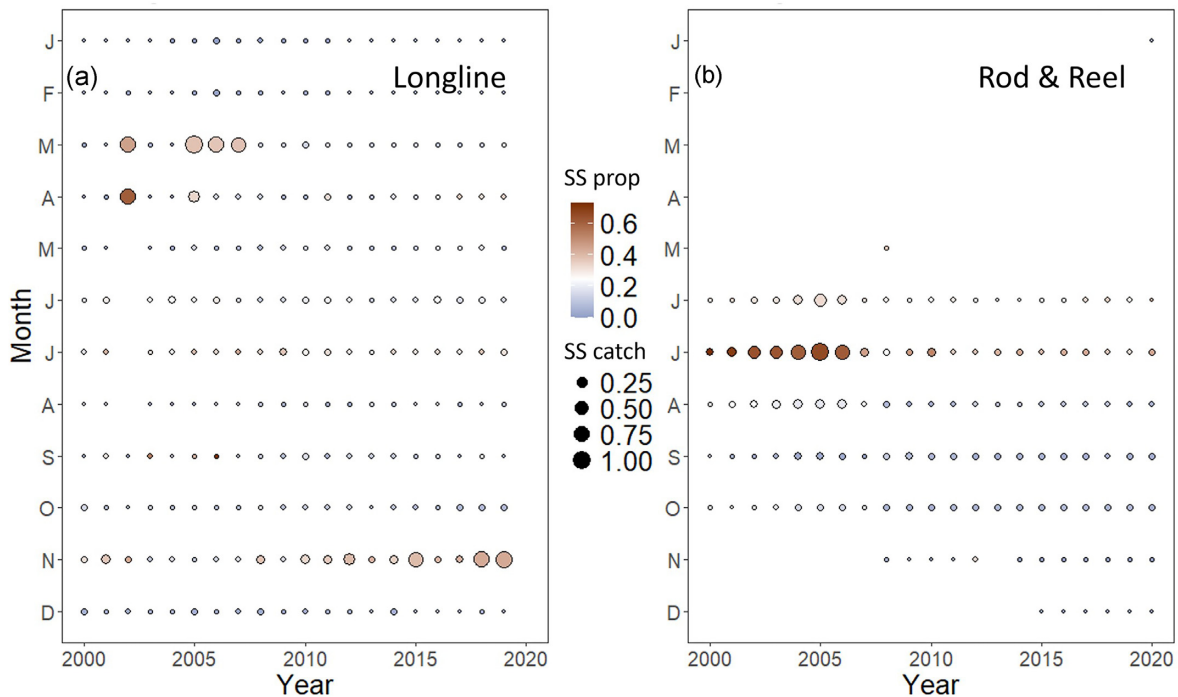 (a)
Longline
Month
J
F
M
A
M
J
J
A
S
O
N
D
2000 2005 2010 2015 2020
Year
SS prop
0.6
0.4
0.2
0.0
SS catch
0.25
0.50
0.75
1.00
(b)
Rod & Reel
J
F
M
A
M
J
J
A
S
O
N
D
2000 2005 2010 2015 2020
Year